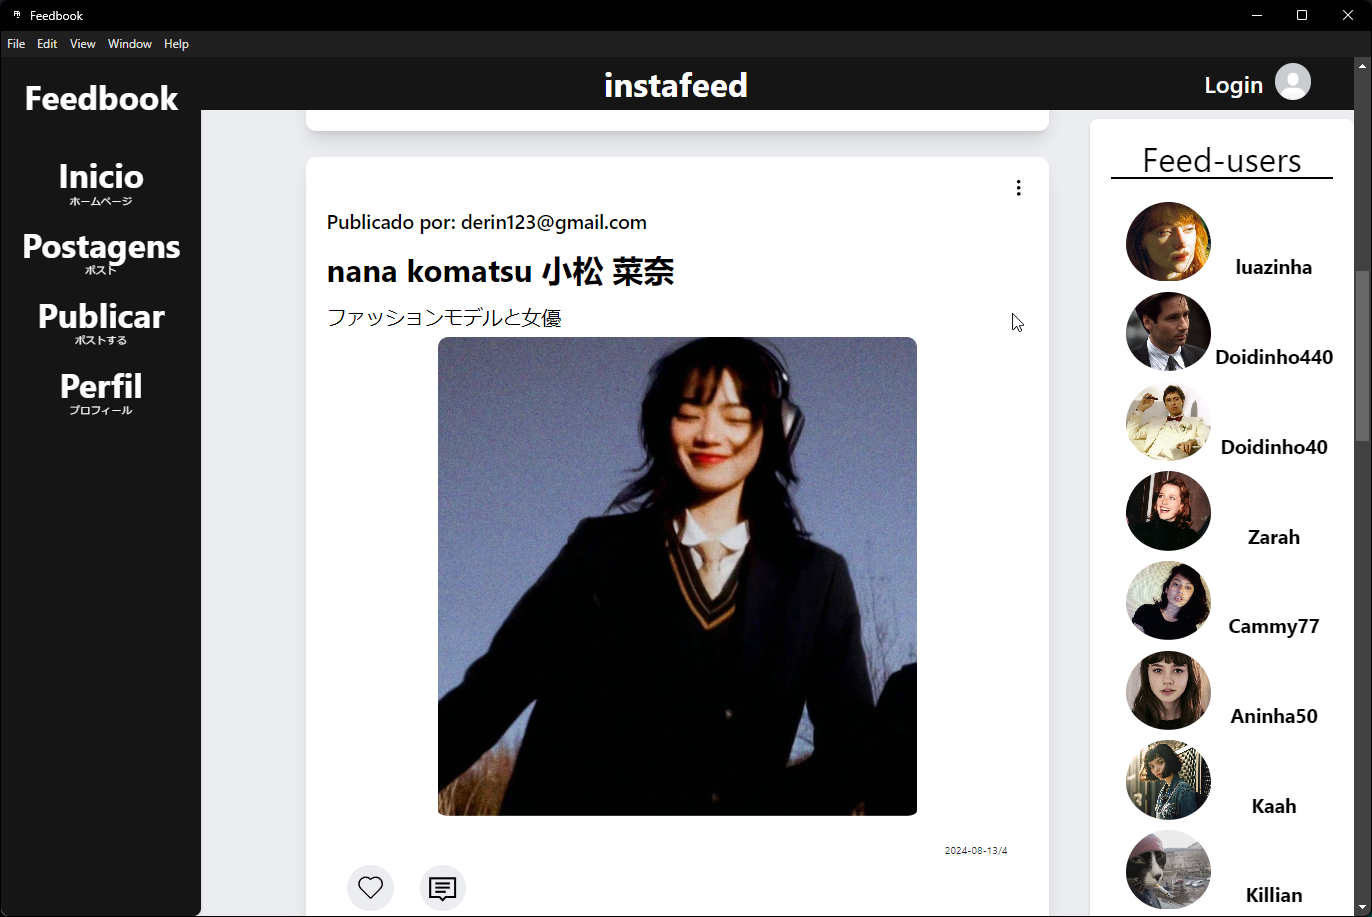 Feedbook
File Edit View Window Help
Feedbook
instafeed
Login
Inicio
ホームページ
Postagens
ポスト
Publicar
ポストする
Perfil
プロフィール
Publicado por: derin123@gmail.com
nana komatsu 小松 菜奈
ファッションモデルと女優
2024-08-13/4
Feed-users
luazinha
Doidinho440
Doidinho40
Zarah
Cammy77
Aninha50
Kaah
Killian